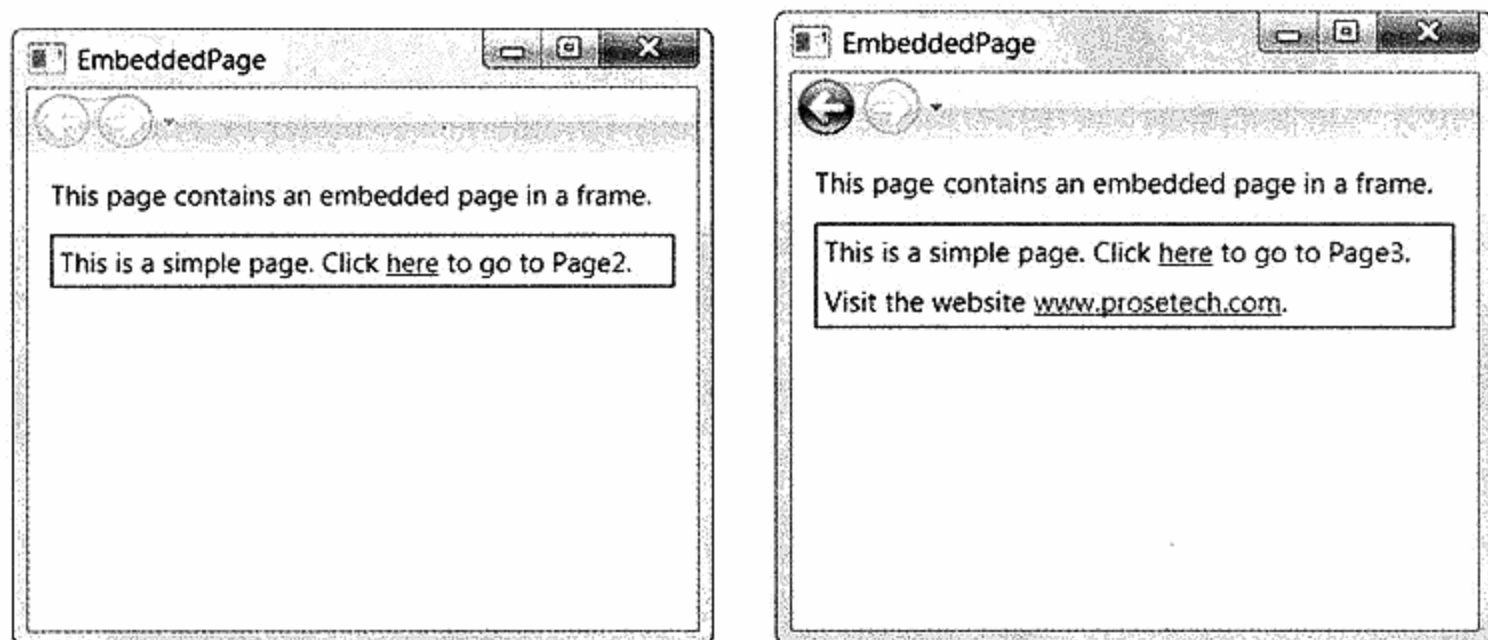 EmbeddedPage
This page contains an embedded page in a frame.
This is a simple page. Click here to go to Page2.
EmbeddedPage
This page contains an embedded page in a frame.
This is a simple page. Click here to go to Page3.
Visit the website www.prosetech.com.